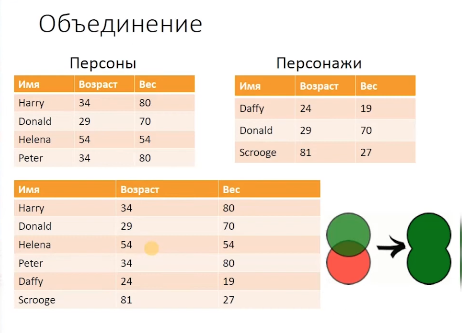 Объединение
Персоны
Имя Возраст Вес
Harry 34 80
Donald 29 70
Helena 54 54
Peter 34 80
Персонажи
Имя Возраст Вес
Daffy 24 19
Donald 29 70
Scrooge 81 27
Имя Возраст Вес
Harry 34 80
Donald 29 70
Helena 54 54
Peter 34 80
Daffy 24 19
Scrooge 81 27